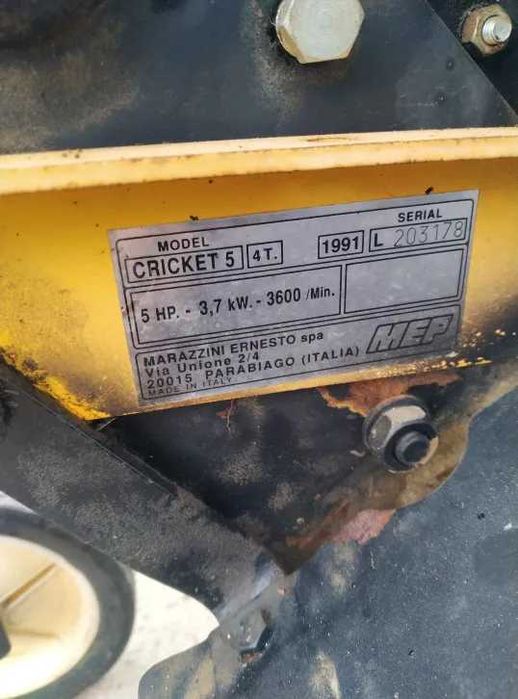 MODEL
SERIAL
CRICKET 5 4 T. 1991 L 203178
5 HP. - 3,7 kW. - 3600 /Min.
MARAZZINI ERNESTO spa
Via Unione 2/4
20015 PARABIAGO (ITALIA)
MADE IN ITALY
MEP